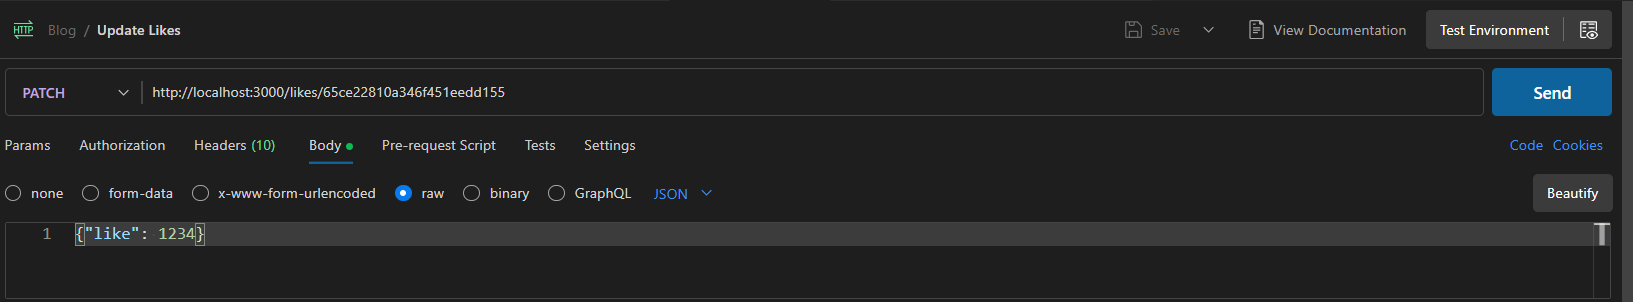 HTTP Blog / Update Likes Save View Documentation Test Environment
PATCH http://localhost:3000/likes/65ce22810a346f451eedd155 Send
Params Authorization Headers (10) Body Pre-request Script Tests Settings Code Cookies
none form-data x-www-form-urlencoded raw binary GraphQL JSON Beautify
1 {"like": 1234}